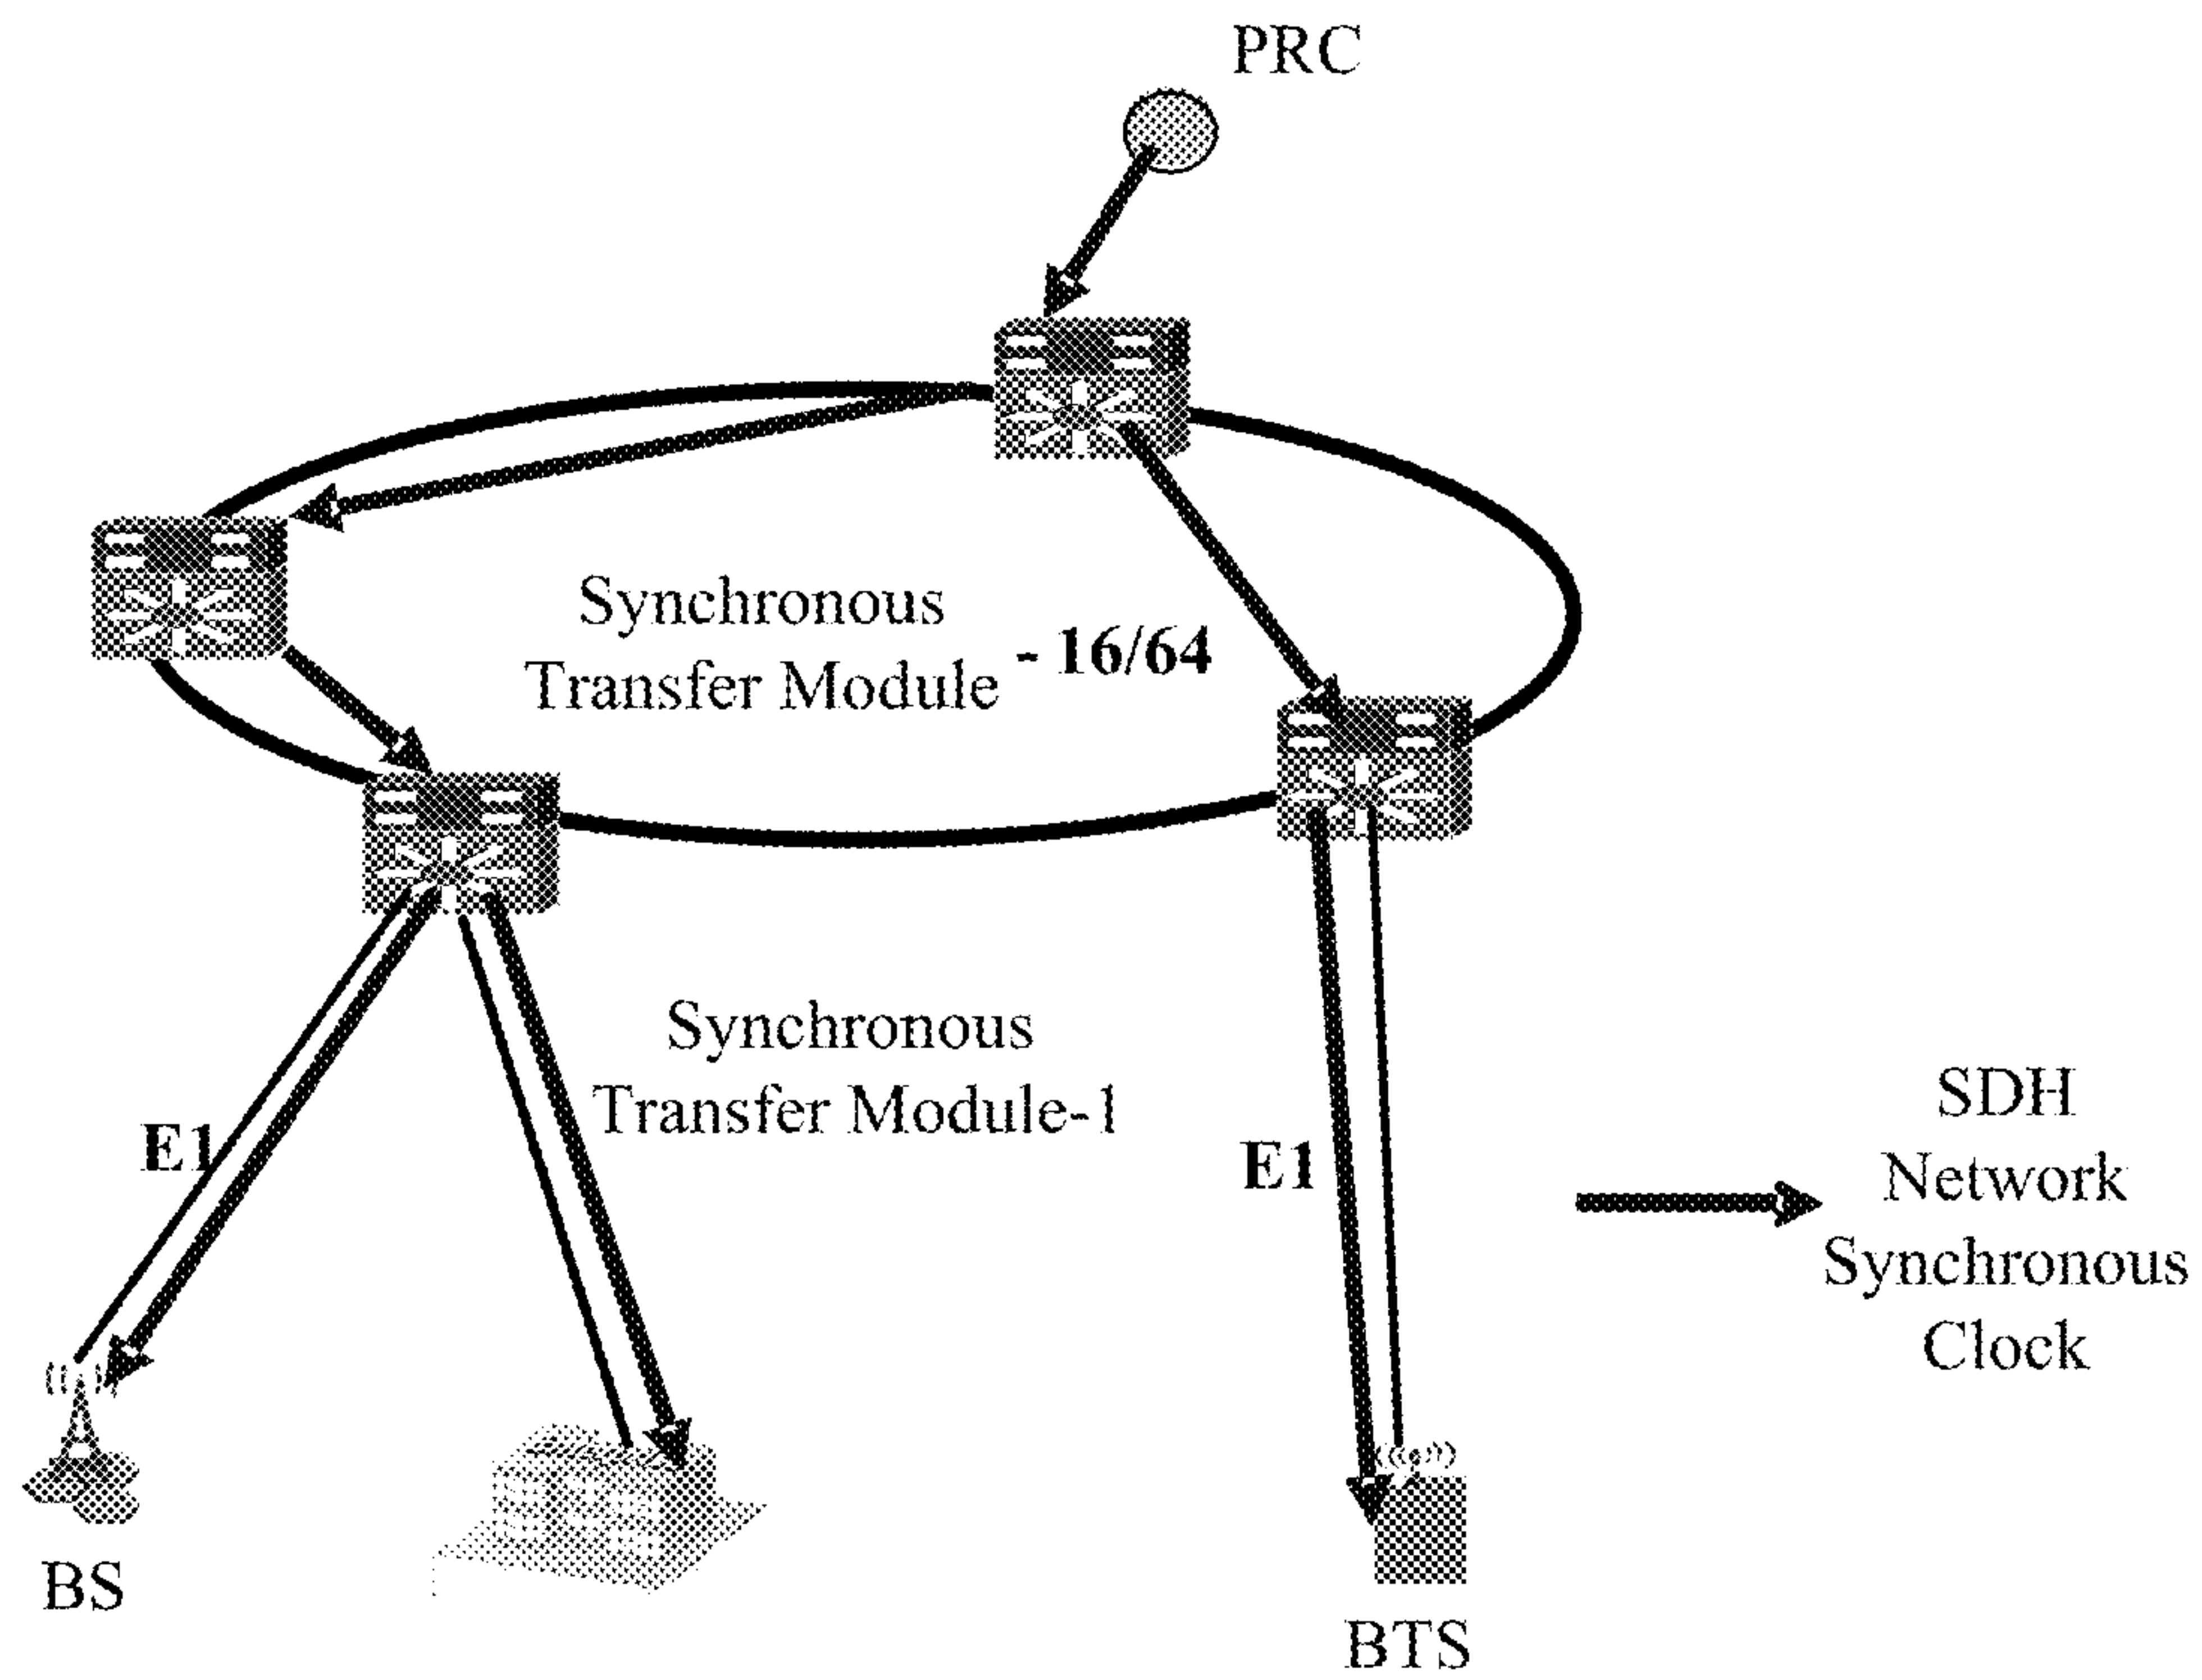 PRC
Synchronous
Transfer Module - 16/64
Synchronous
Transfer Module-1
E1
E1
SDH
Network
Synchronous
Clock
BS
BTS